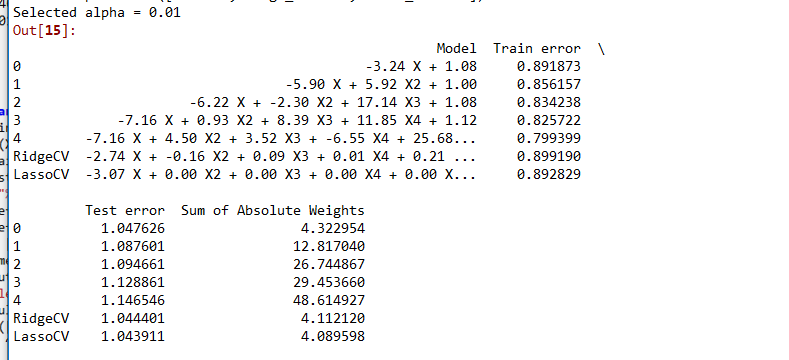 Selected alpha = 0.01
Out[15]:
Model Train error \
0 -3.24 X + 1.08 0.891873
1 -5.90 X + 5.92 X2 + 1.00 0.856157
2 -6.22 X + -2.30 X2 + 17.14 X3 + 1.08 0.834238
3 -7.16 X + 0.93 X2 + 8.39 X3 + 11.85 X4 + 1.12 0.825722
4 -7.16 X + 4.50 X2 + 3.52 X3 + -6.55 X4 + 25.68... 0.799399
RidgeCV -2.74 X + -0.16 X2 + 0.09 X3 + 0.01 X4 + 0.21 ... 0.899190
LassoCV -3.07 X + 0.00 X2 + 0.00 X3 + 0.00 X4 + 0.00 X... 0.892829
Test error Sum of Absolute Weights
0 1.047626 4.322954
1 1.087601 12.817040
2 1.094661 26.744867
3 1.128861 29.453660
4 1.146546 48.614927
RidgeCV 1.044401 4.112120
LassoCV 1.043911 4.089598